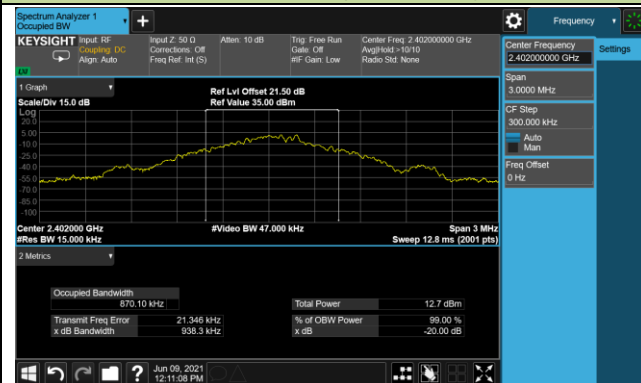 Spectrum Analyzer 1
Occupied BW
Frequency
KEYSIGHT
Input: RF
Coupling: DC
Align: Auto
Input Z: 50 Ω
Corrections: Off
Freq Ref: Int (S)
Atten: 10 dB
Trig: Free Run
Gate: Off
#IF Gain: Low
Center Freq: 2.402000000 GHz
Avg|Hold:>10/10
Radio Std: None
Center Frequency
2.402000000 GHz
Settings
Span
3.0000 MHz
CF Step
300.000 kHz
Auto
Man
Freq Offset
0 Hz
1 Graph
Scale/Div 15.0 dB
Ref Lvl Offset 21.50 dB
Ref Value 35.00 dBm
Log
20.0
5.00
-10.0
-25.0
-40.0
-55.0
-70.0
-85.0
-100
Center 2.402000 GHz
#Res BW 15.000 kHz
#Video BW 47.000 kHz
Span 3 MHz
Sweep 12.8 ms (2001 pts)
2 Metrics
Occupied Bandwidth
870.10 kHz
Total Power 12.7 dBm
Transmit Freq Error 21.346 kHz
% of OBW Power 99.00 %
x dB Bandwidth 938.3 kHz
x dB -20.00 dB
Jun 09, 2021
12:11:08 PM